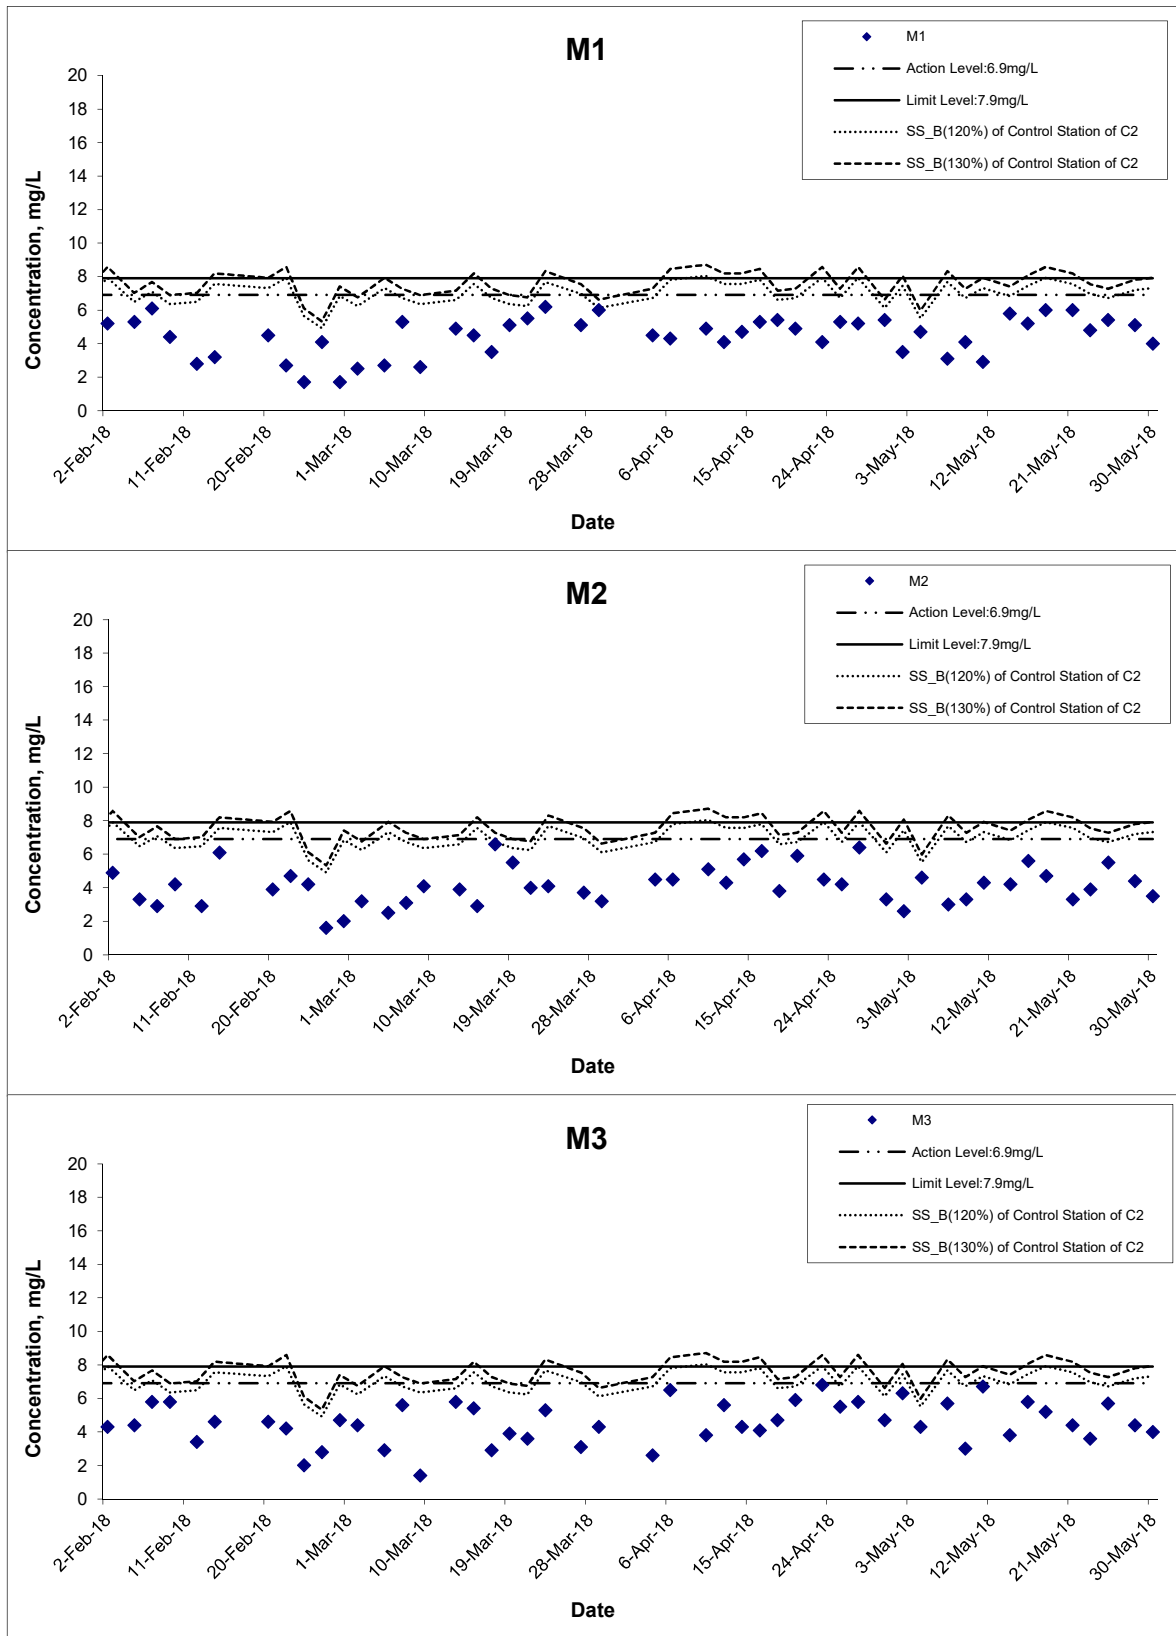 M1
M1
Action Level:6.9mg/L
Limit Level:7.9mg/L
SS_B(120%) of Control Station of C2
SS_B(130%) of Control Station of C2
Concentration, mg/L
20
18
16
14
12
10
8
6
4
2
0
2-Feb-18
11-Feb-18
20-Feb-18
1-Mar-18
10-Mar-18
19-Mar-18
28-Mar-18
6-Apr-18
15-Apr-18
24-Apr-18
3-May-18
12-May-18
21-May-18
30-May-18
Date
M2
M2
Action Level:6.9mg/L
Limit Level:7.9mg/L
SS_B(120%) of Control Station of C2
SS_B(130%) of Control Station of C2
Concentration, mg/L
20
18
16
14
12
10
8
6
4
2
0
2-Feb-18
11-Feb-18
20-Feb-18
1-Mar-18
10-Mar-18
19-Mar-18
28-Mar-18
6-Apr-18
15-Apr-18
24-Apr-18
3-May-18
12-May-18
21-May-18
30-May-18
Date
M3
M3
Action Level:6.9mg/L
Limit Level:7.9mg/L
SS_B(120%) of Control Station of C2
SS_B(130%) of Control Station of C2
Concentration, mg/L
20
18
16
14
12
10
8
6
4
2
0
2-Feb-18
11-Feb-18
20-Feb-18
1-Mar-18
10-Mar-18
19-Mar-18
28-Mar-18
6-Apr-18
15-Apr-18
24-Apr-18
3-May-18
12-May-18
21-May-18
30-May-18
Date